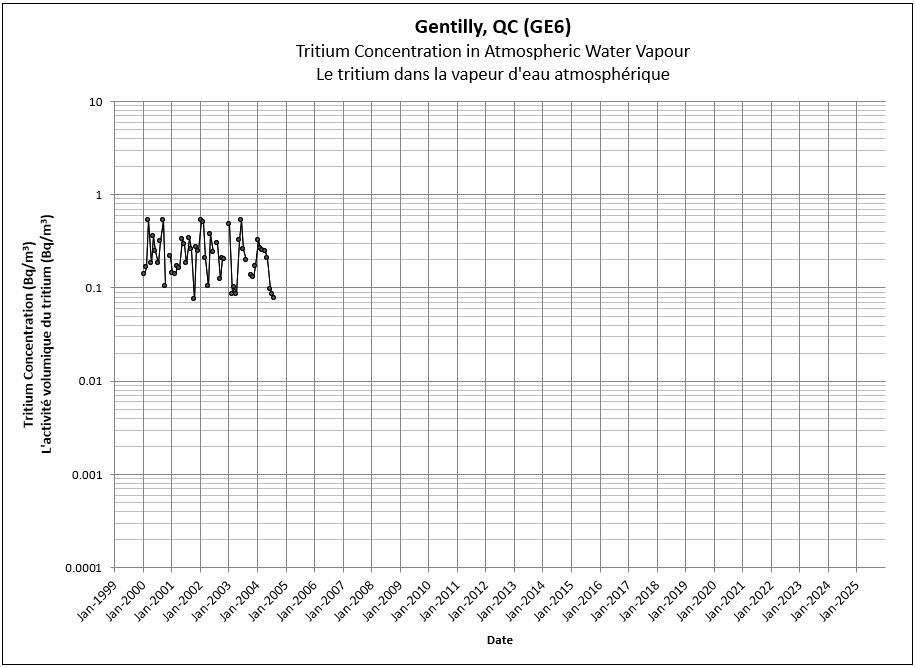 Gentilly, QC (GE6)
Tritium Concentration in Atmospheric Water Vapour
Le tritium dans la vapeur d'eau atmosphérique
Tritium Concentration (Bq/m³)
L'activité volumique du tritium (Bq/m³)
10
1
0.1
0.01
0.001
0.0001
Jan-1999
Jan-2000
Jan-2001
Jan-2002
Jan-2003
Jan-2004
Jan-2005
Jan-2006
Jan-2007
Jan-2008
Jan-2009
Jan-2010
Jan-2011
Jan-2012
Jan-2013
Jan-2014
Jan-2015
Jan-2016
Jan-2017
Jan-2018
Jan-2019
Jan-2020
Jan-2021
Jan-2022
Jan-2023
Jan-2024
Jan-2025
Date